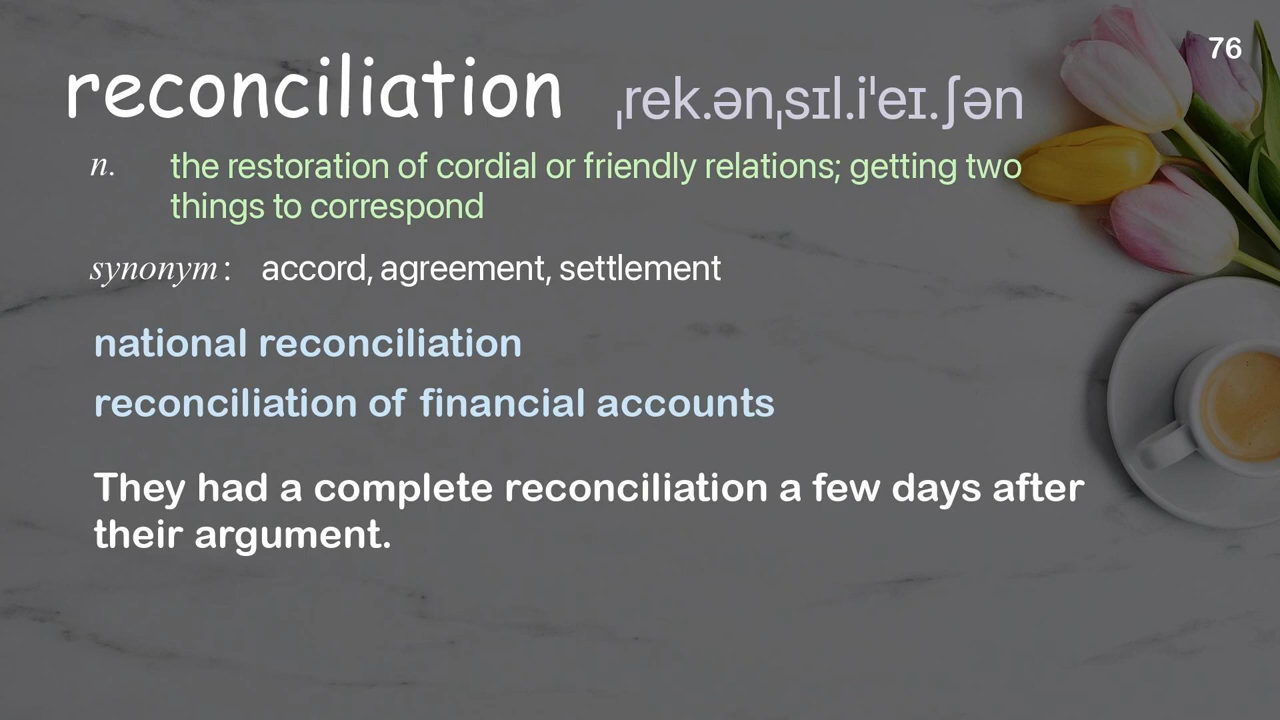 76
reconciliation ˌrek.ənˌsɪl.iˈeɪ.ʃən
n. the restoration of cordial or friendly relations; getting two
things to correspond
synonym: accord, agreement, settlement
national reconciliation
reconciliation of financial accounts
They had a complete reconciliation a few days after
their argument.